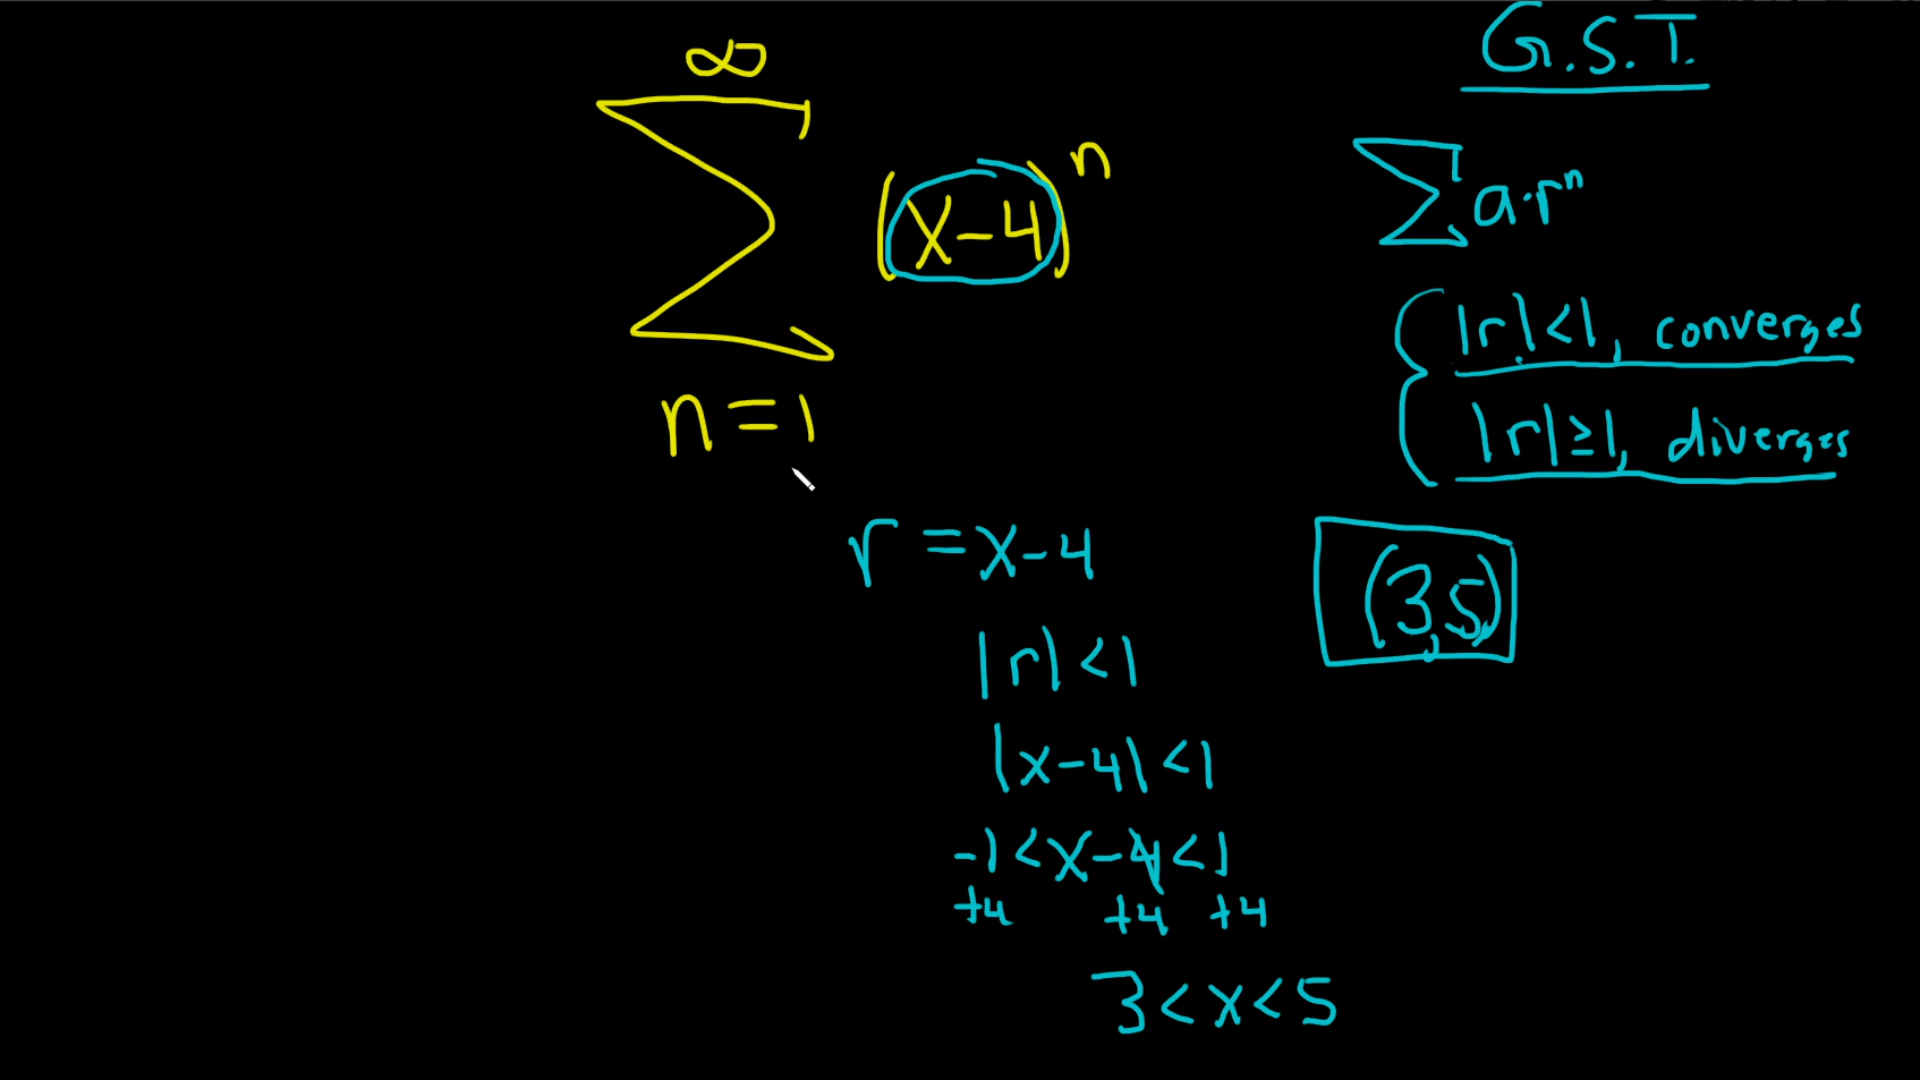 ∞
∑ (x-4)^n
n=1
G.S.T.
∑ a·r^n
|r|<1, converges
|r|≥1, diverges
r=x-4
(3,5)
|r|<1
|x-4|<1
-1<x-4<1
+4 +4 +4
3<x<5